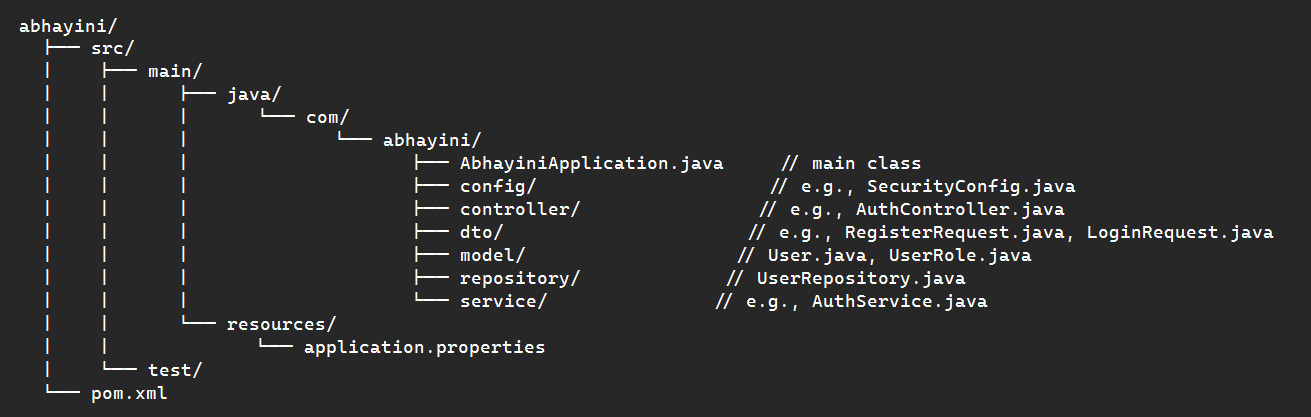 abhayini/
├── src/
│   ├── main/
│   │   ├── java/
│   │   │   └── com/
│   │   │       └── abhayini/
│   │   │           ├── AbhayiniApplication.java     // main class
│   │   │           ├── config/                     // e.g., SecurityConfig.java
│   │   │           ├── controller/                // e.g., AuthController.java
│   │   │           ├── dto/                      // e.g., RegisterRequest.java, LoginRequest.java
│   │   │           ├── model/                   // User.java, UserRole.java
│   │   │           ├── repository/             // UserRepository.java
│   │   │           └── service/               // e.g., AuthService.java
│   │   └── resources/
│   │       └── application.properties
│   └── test/
└── pom.xml